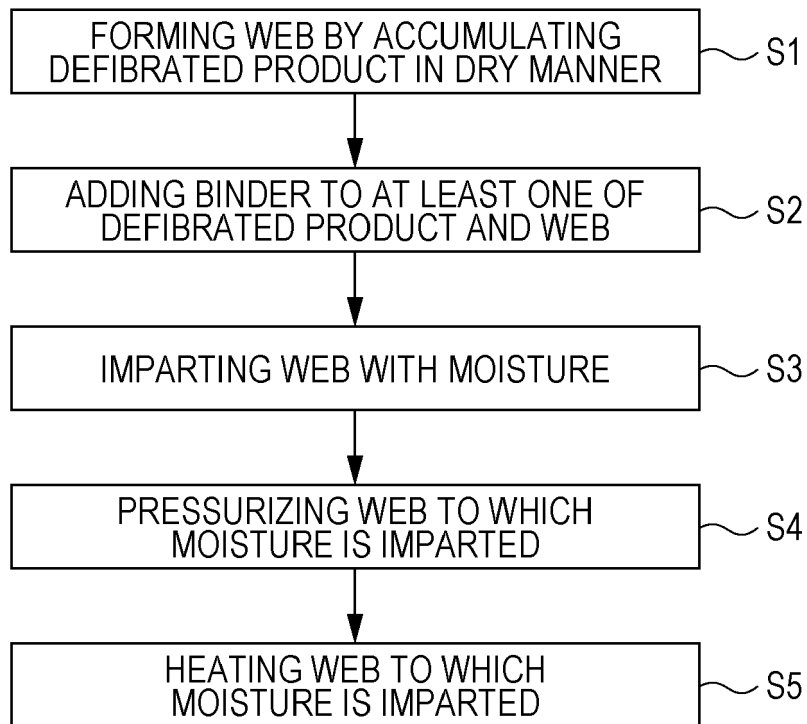 FORMING WEB BY ACCUMULATING
DEFIBRATED PRODUCT IN DRY MANNER
S1
ADDING BINDER TO AT LEAST ONE OF
DEFIBRATED PRODUCT AND WEB
S2
IMPARTING WEB WITH MOISTURE
S3
PRESSURIZING WEB TO WHICH
MOISTURE IS IMPARTED
S4
HEATING WEB TO WHICH
MOISTURE IS IMPARTED
S5